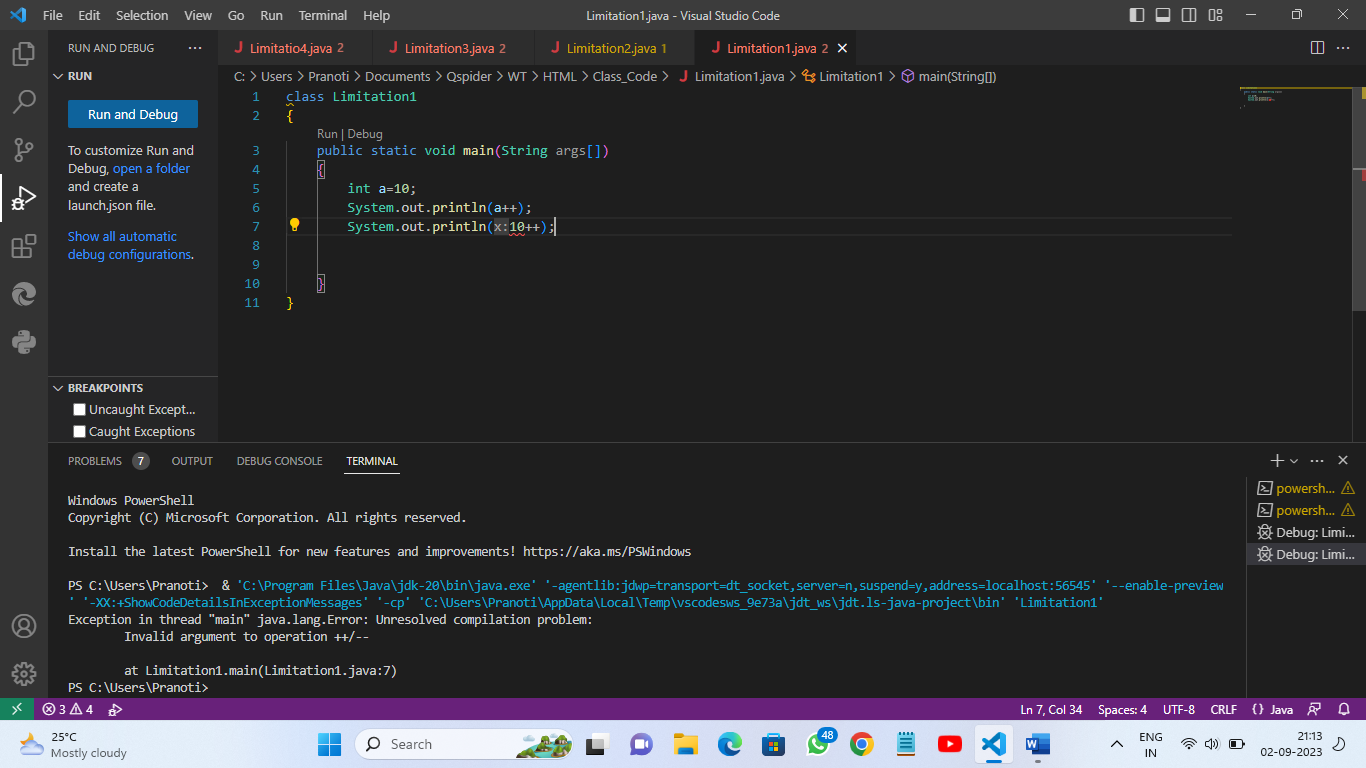 File Edit Selection View Go Run Terminal Help Limitation1.java - Visual Studio Code
RUN AND DEBUG ···
Limitatio4.java 2 Limitation3.java 2 Limitation2.java 1 Limitation1.java 2
RUN
C: > Users > Pranoti > Documents > Qspider > WT > HTML > Class_Code > Limitation1.java > Limitation1 > main(String[])
Run and Debug
To customize Run and
Debug, open a folder
and create a
launch.json file.
Show all automatic
debug configurations.
1 class Limitation1
2 {
Run | Debug
3 public static void main(String args[])
4 {
5 int a=10;
6 System.out.println(a++);
7 System.out.println(x:10++);
8
9
10 }
11 }
BREAKPOINTS
Uncaught Except...
Caught Exceptions
PROBLEMS 7 OUTPUT DEBUG CONSOLE TERMINAL
Windows PowerShell
Copyright (C) Microsoft Corporation. All rights reserved.
Install the latest PowerShell for new features and improvements! https://aka.ms/PSWindows
PS C:\Users\Pranoti> & 'C:\Program Files\Java\jdk-20\bin\java.exe' '-agentlib:jdwp=transport=dt_socket,server=n,suspend=y,address=localhost:56545' '--enable-preview
' '-XX:+ShowCodeDetailsInExceptionMessages' '-cp' 'C:\Users\Pranoti\AppData\Local\Temp\vscodesws_9e73a\jdt_ws\jdt.ls-java-project\bin' 'Limitation1'
Exception in thread "main" java.lang.Error: Unresolved compilation problem:
Invalid argument to operation ++/--
at Limitation1.main(Limitation1.java:7)
PS C:\Users\Pranoti>
powersh...
powersh...
Debug: Limi...
Debug: Limi...
3 4 Ln 7, Col 34 Spaces: 4 UTF-8 CRLF {} Java
25°C
Mostly cloudy
Search
48
ENG
IN
21:13
02-09-2023